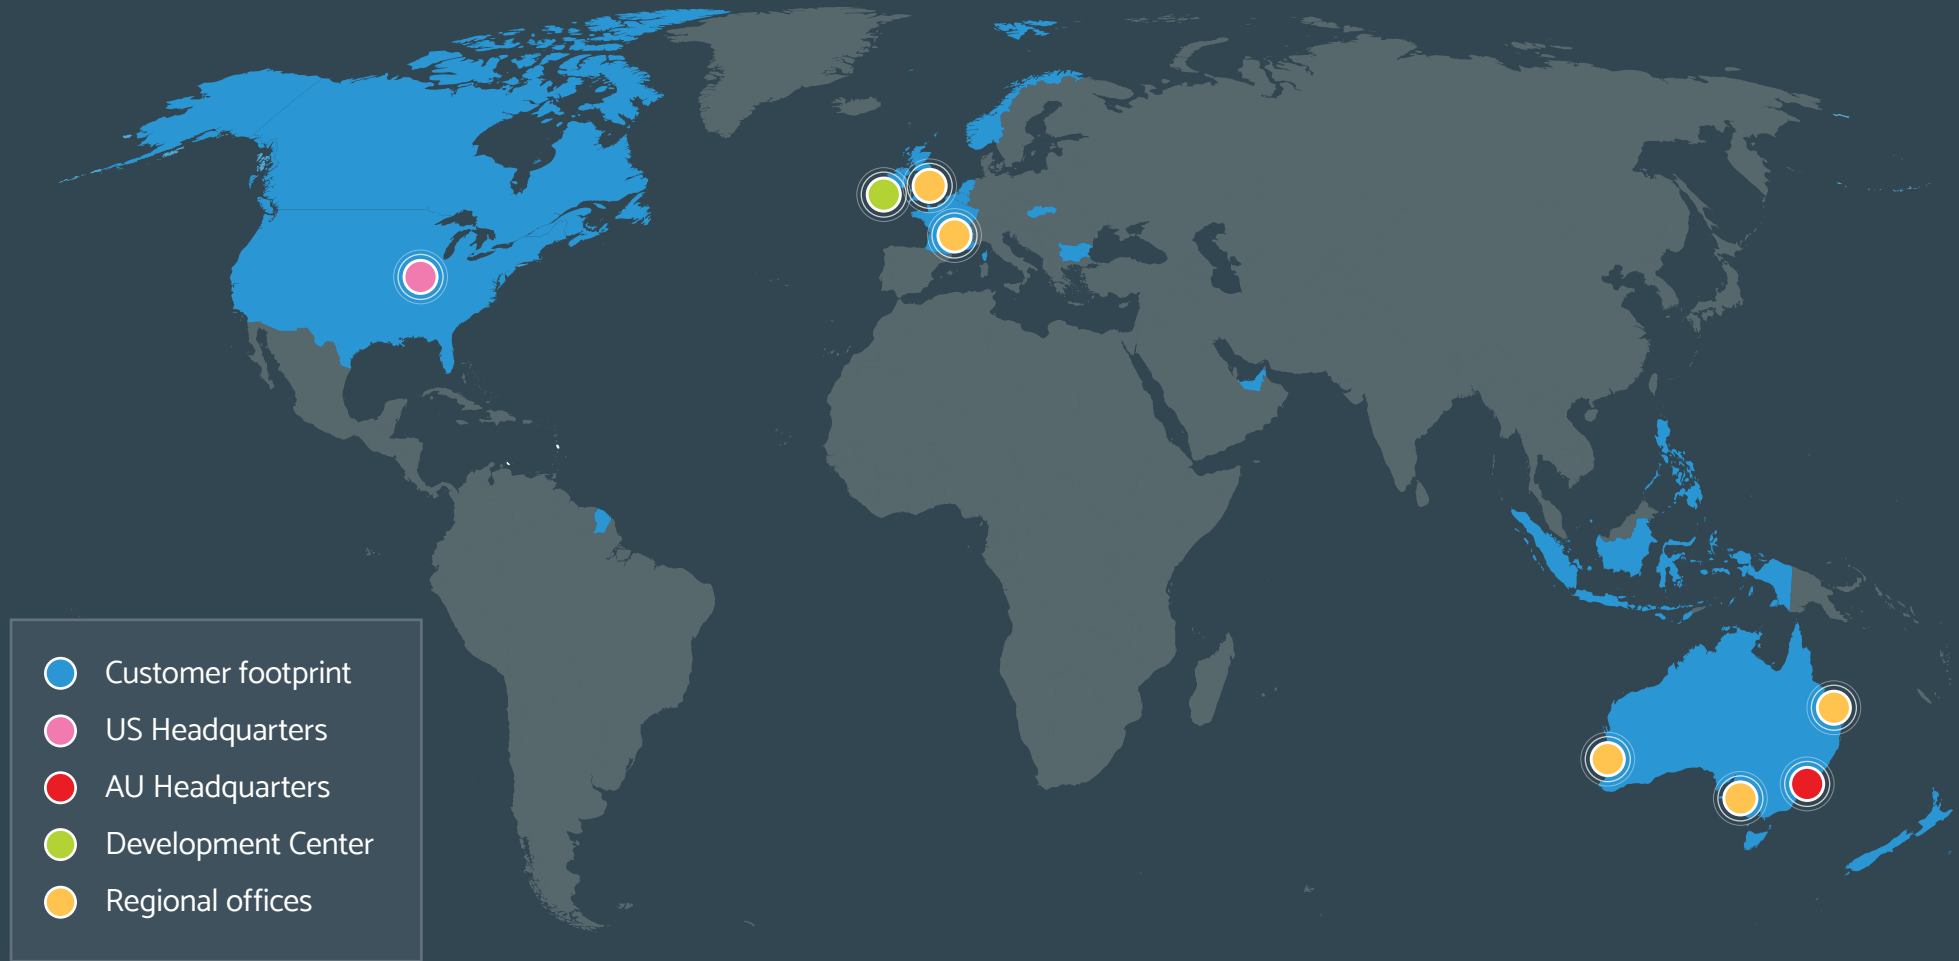 Customer footprint
US Headquarters
AU Headquarters
Development Center
Regional offices